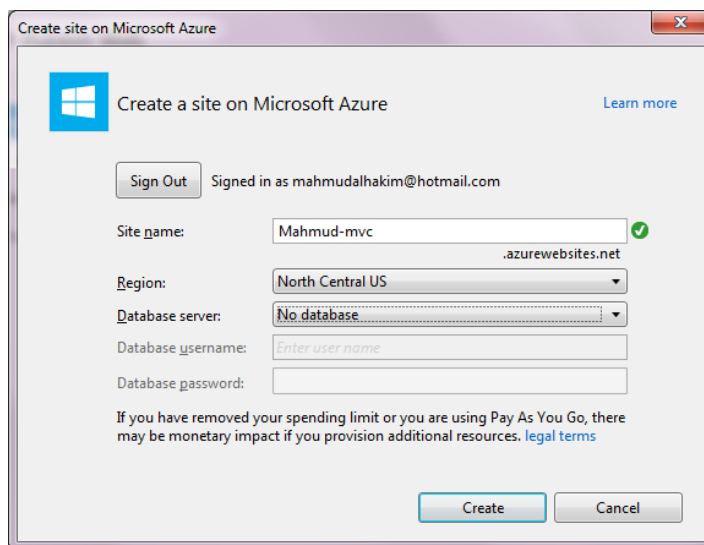 Create site on Microsoft Azure
Create a site on Microsoft Azure
Learn more
Sign Out
Signed in as mahmudalhakim@hotmail.com
Site name:
Mahmud-mvc
.azurewebsites.net
Region:
North Central US
Database server:
No database
Database username:
Enter user name
Database password:
If you have removed your spending limit or you are using Pay As You Go, there
may be monetary impact if you provision additional resources. legal terms
Create
Cancel